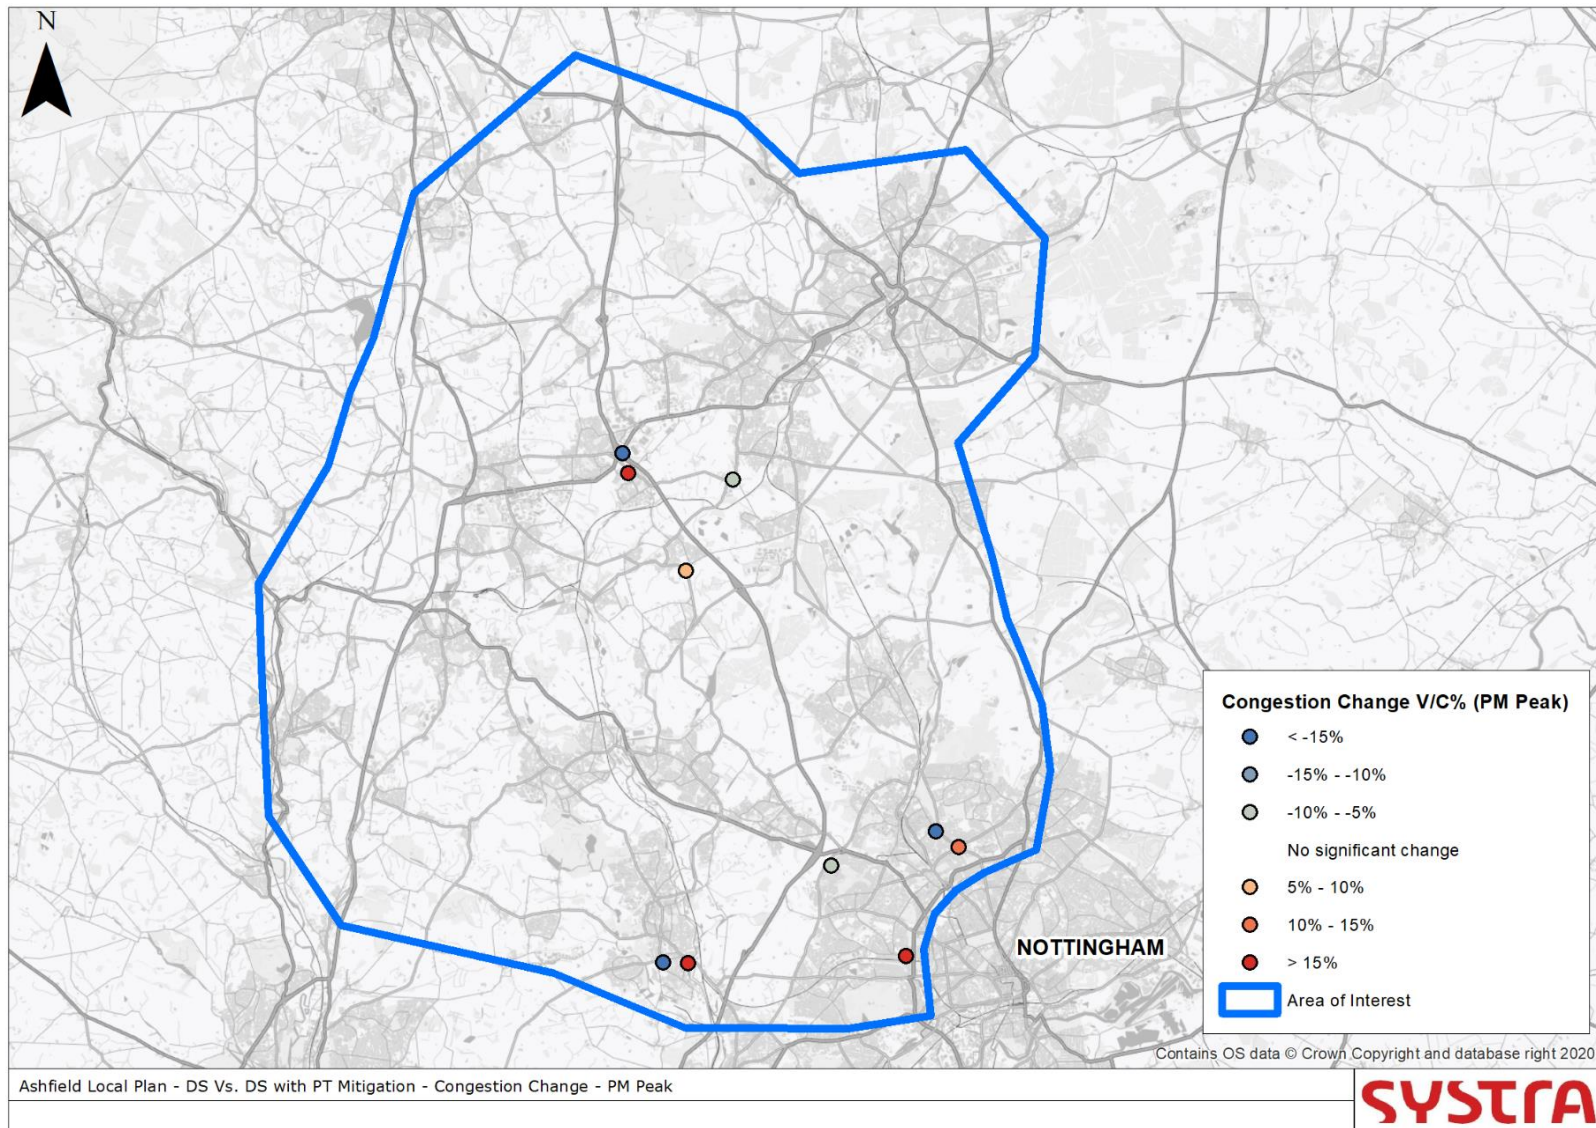 N
NOTTINGHAM
Congestion Change V/C% (PM Peak)
< -15%
-15% - -10%
-10% - -5%
No significant change
5% - 10%
10% - 15%
> 15%
Area of Interest
Contains OS data © Crown Copyright and database right 2020
Ashfield Local Plan - DS Vs. DS with PT Mitigation - Congestion Change - PM Peak
SYSTRA